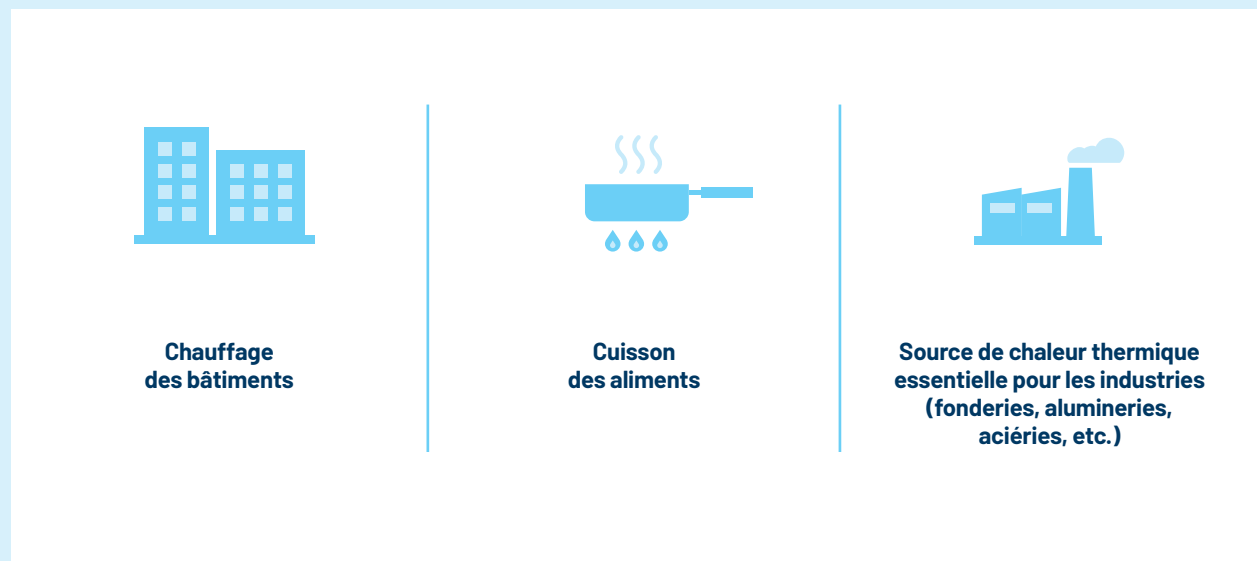 Chauffage
des bâtiments
Cuisson
des aliments
Source de chaleur thermique
essentielle pour les industries
(fonderies, alumineries,
aciéries, etc.)